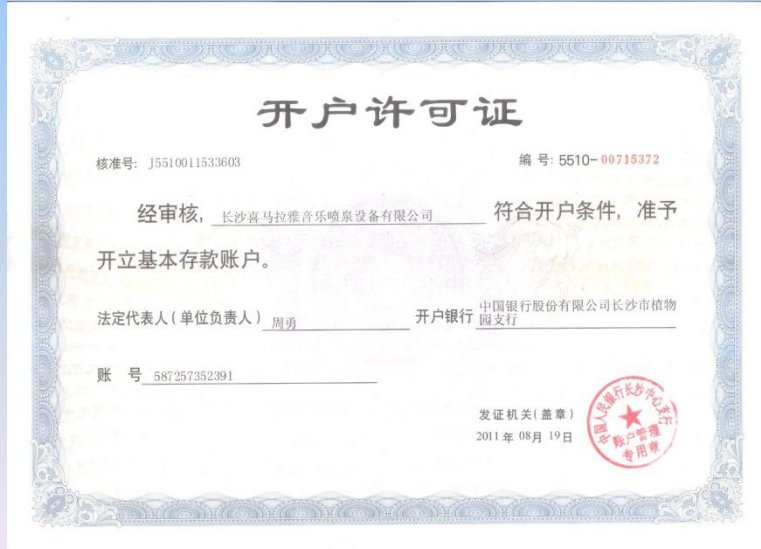 开户许可证
核准号: J5510011533603 编 号: 5510-00715372
经审核, 长沙喜马拉雅音乐喷泉设备有限公司 符合开户条件, 准予
开立基本存款账户。
法定代表人(单位负责人) 周勇 开户银行 中国银行股份有限公司长沙市植物
园支行
账 号 587257352391
发证机关(盖章)
2011 年 08月 19日
中国人民银行长沙中心支行
账户管理
专用章